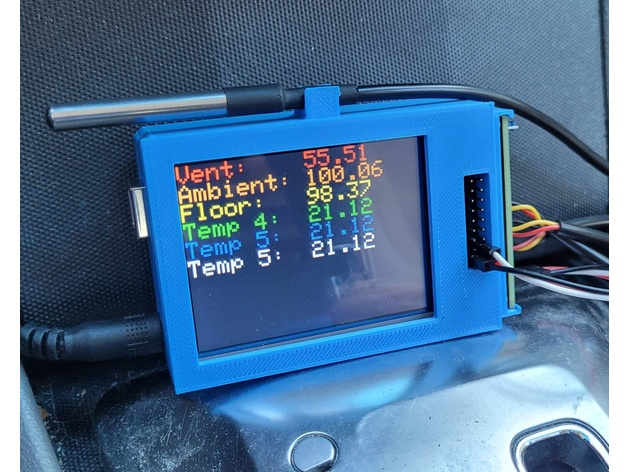 Vent: 55.51
Ambient: 100.06
Floor: 98.37
Temp 4: 21.12
Temp 5: 21.12
Temp 5: 21.12